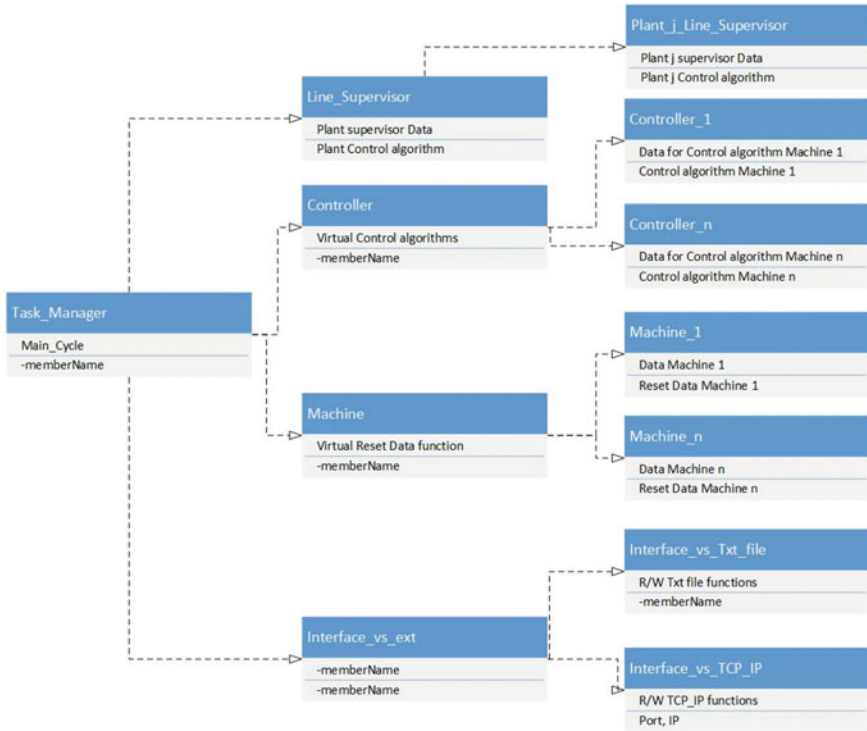 Plant_j_Line_Supervisor
Plant j supervisor Data
Plant j Control algorithm
Line_Supervisor
Plant supervisor Data
Plant Control algorithm
Controller_1
Data for Control algorithm Machine 1
Control algorithm Machine 1
Controller
Virtual Control algorithms
-memberName
Controller_n
Data for Control algorithm Machine n
Control algorithm Machine n
Task_Manager
Main_Cycle
-memberName
Machine_1
Data Machine 1
Reset Data Machine 1
Machine
Virtual Reset Data function
-memberName
Machine_n
Data Machine n
Reset Data Machine n
Interface_vs_Txt_file
R/W Txt file functions
-memberName
Interface_vs_ext
-memberName
-memberName
Interface_vs_TCP_IP
R/W TCP_IP functions
Port, IP